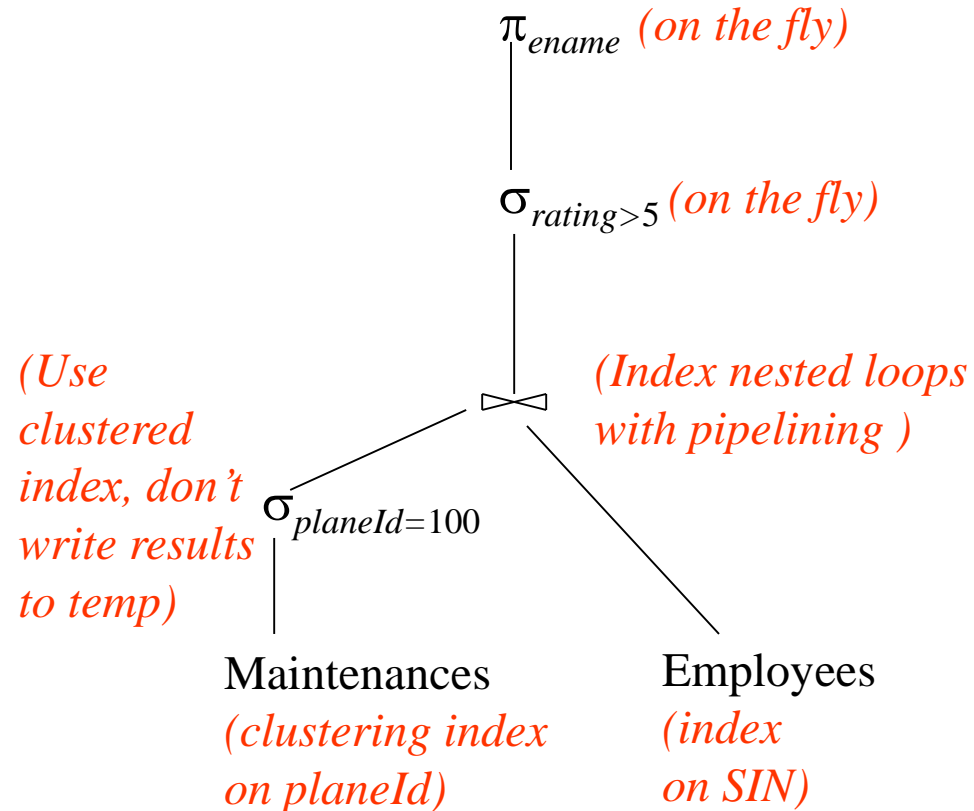 πename (on the fly)
σrating>5 (on the fly)
(Use
clustered
index, don’t
write results
to temp)
(Index nested loops
with pipelining )
⋈
σplaneId=100
Maintenances
(clustering index
on planeId)
Employees
(index
on SIN)